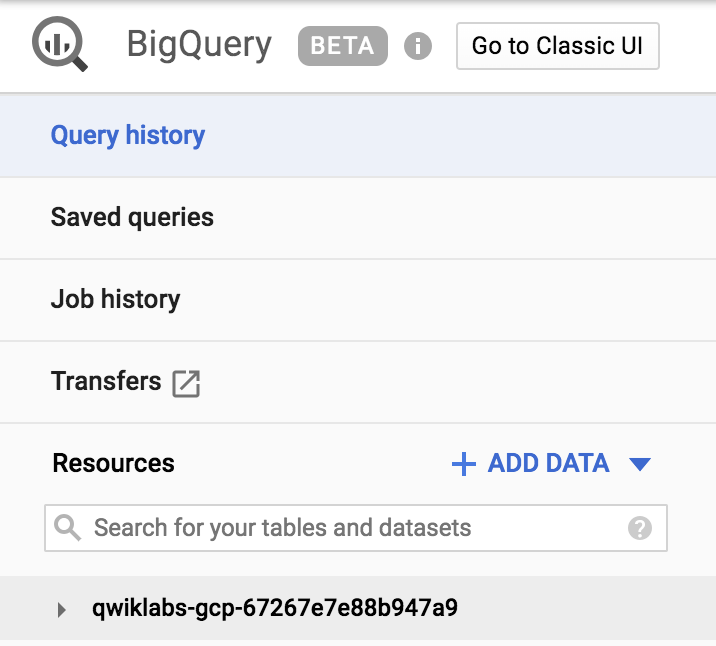 BigQuery BETA Go to Classic UI
Query history
Saved queries
Job history
Transfers
Resources + ADD DATA
Search for your tables and datasets
qwiklabs-gcp-67267e7e88b947a9